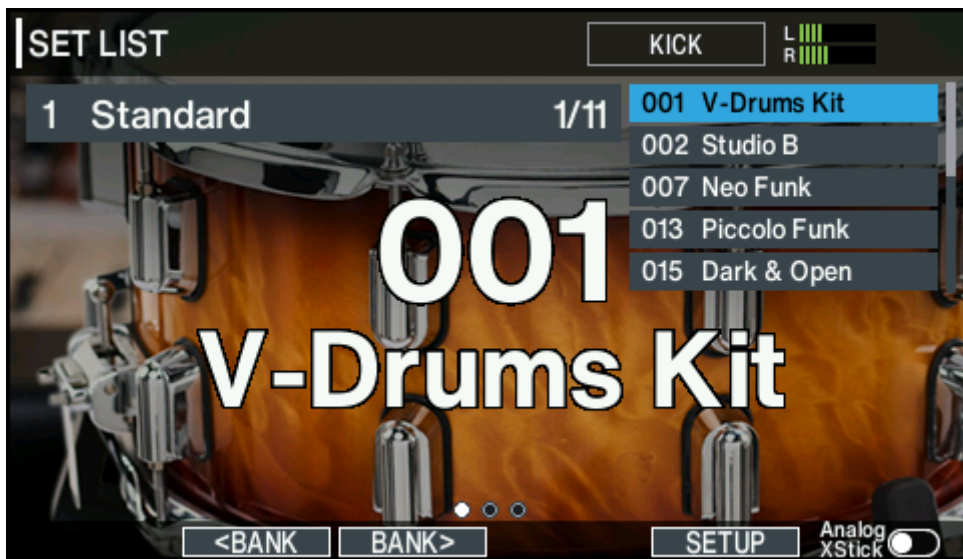 SET LIST
KICK
L
R
1 Standard 1/11
001 V-Drums Kit
002 Studio B
007 Neo Funk
013 Piccolo Funk
015 Dark & Open
001
V-Drums Kit
<BANK
BANK>
SETUP
Analog
XStick